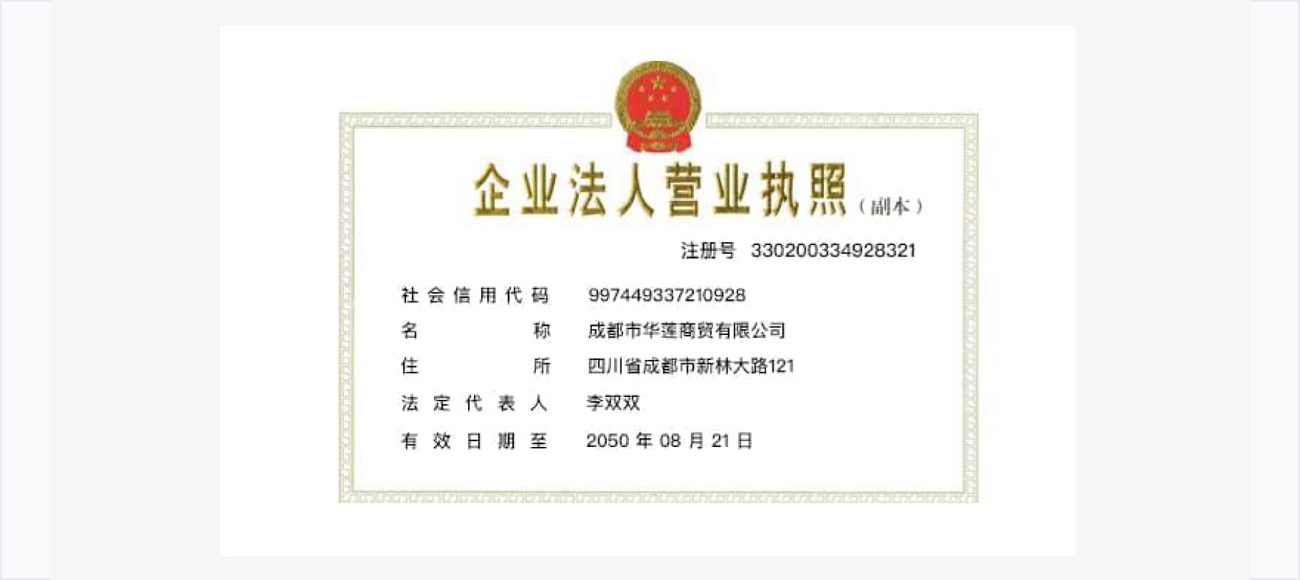 企业法人营业执照（副本）
注册号 330200334928321
社会信用代码 997449337210928
名称 成都市华莲商贸有限公司
住所 四川省成都市新林大路121
法定代表人 李双双
有效日期至 2050 年 08 月 21 日